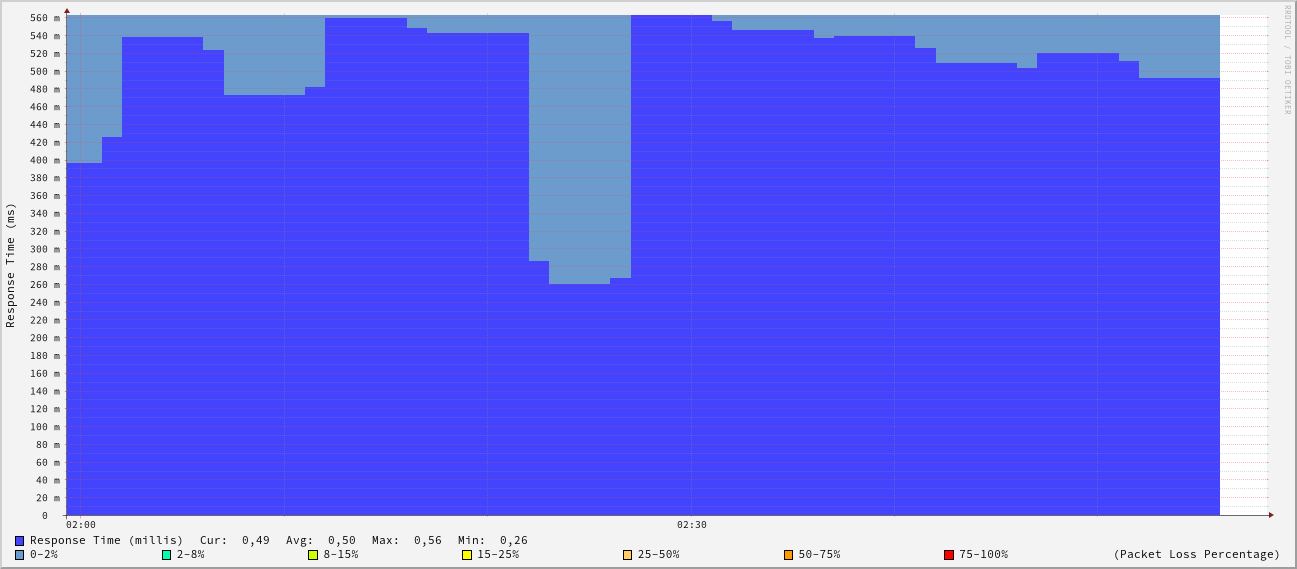 RRDTOOL / TOBI OETIKER
Response Time (ms)
560 m
540 m
520 m
500 m
480 m
460 m
440 m
420 m
400 m
380 m
360 m
340 m
320 m
300 m
280 m
260 m
240 m
220 m
200 m
180 m
160 m
140 m
120 m
100 m
80 m
60 m
40 m
20 m
0
02:00 02:30
Response Time (millis) Cur: 0,49 Avg: 0,50 Max: 0,56 Min: 0,26
0-2% 2-8% 8-15% 15-25% 25-50% 50-75% 75-100% (Packet Loss Percentage)